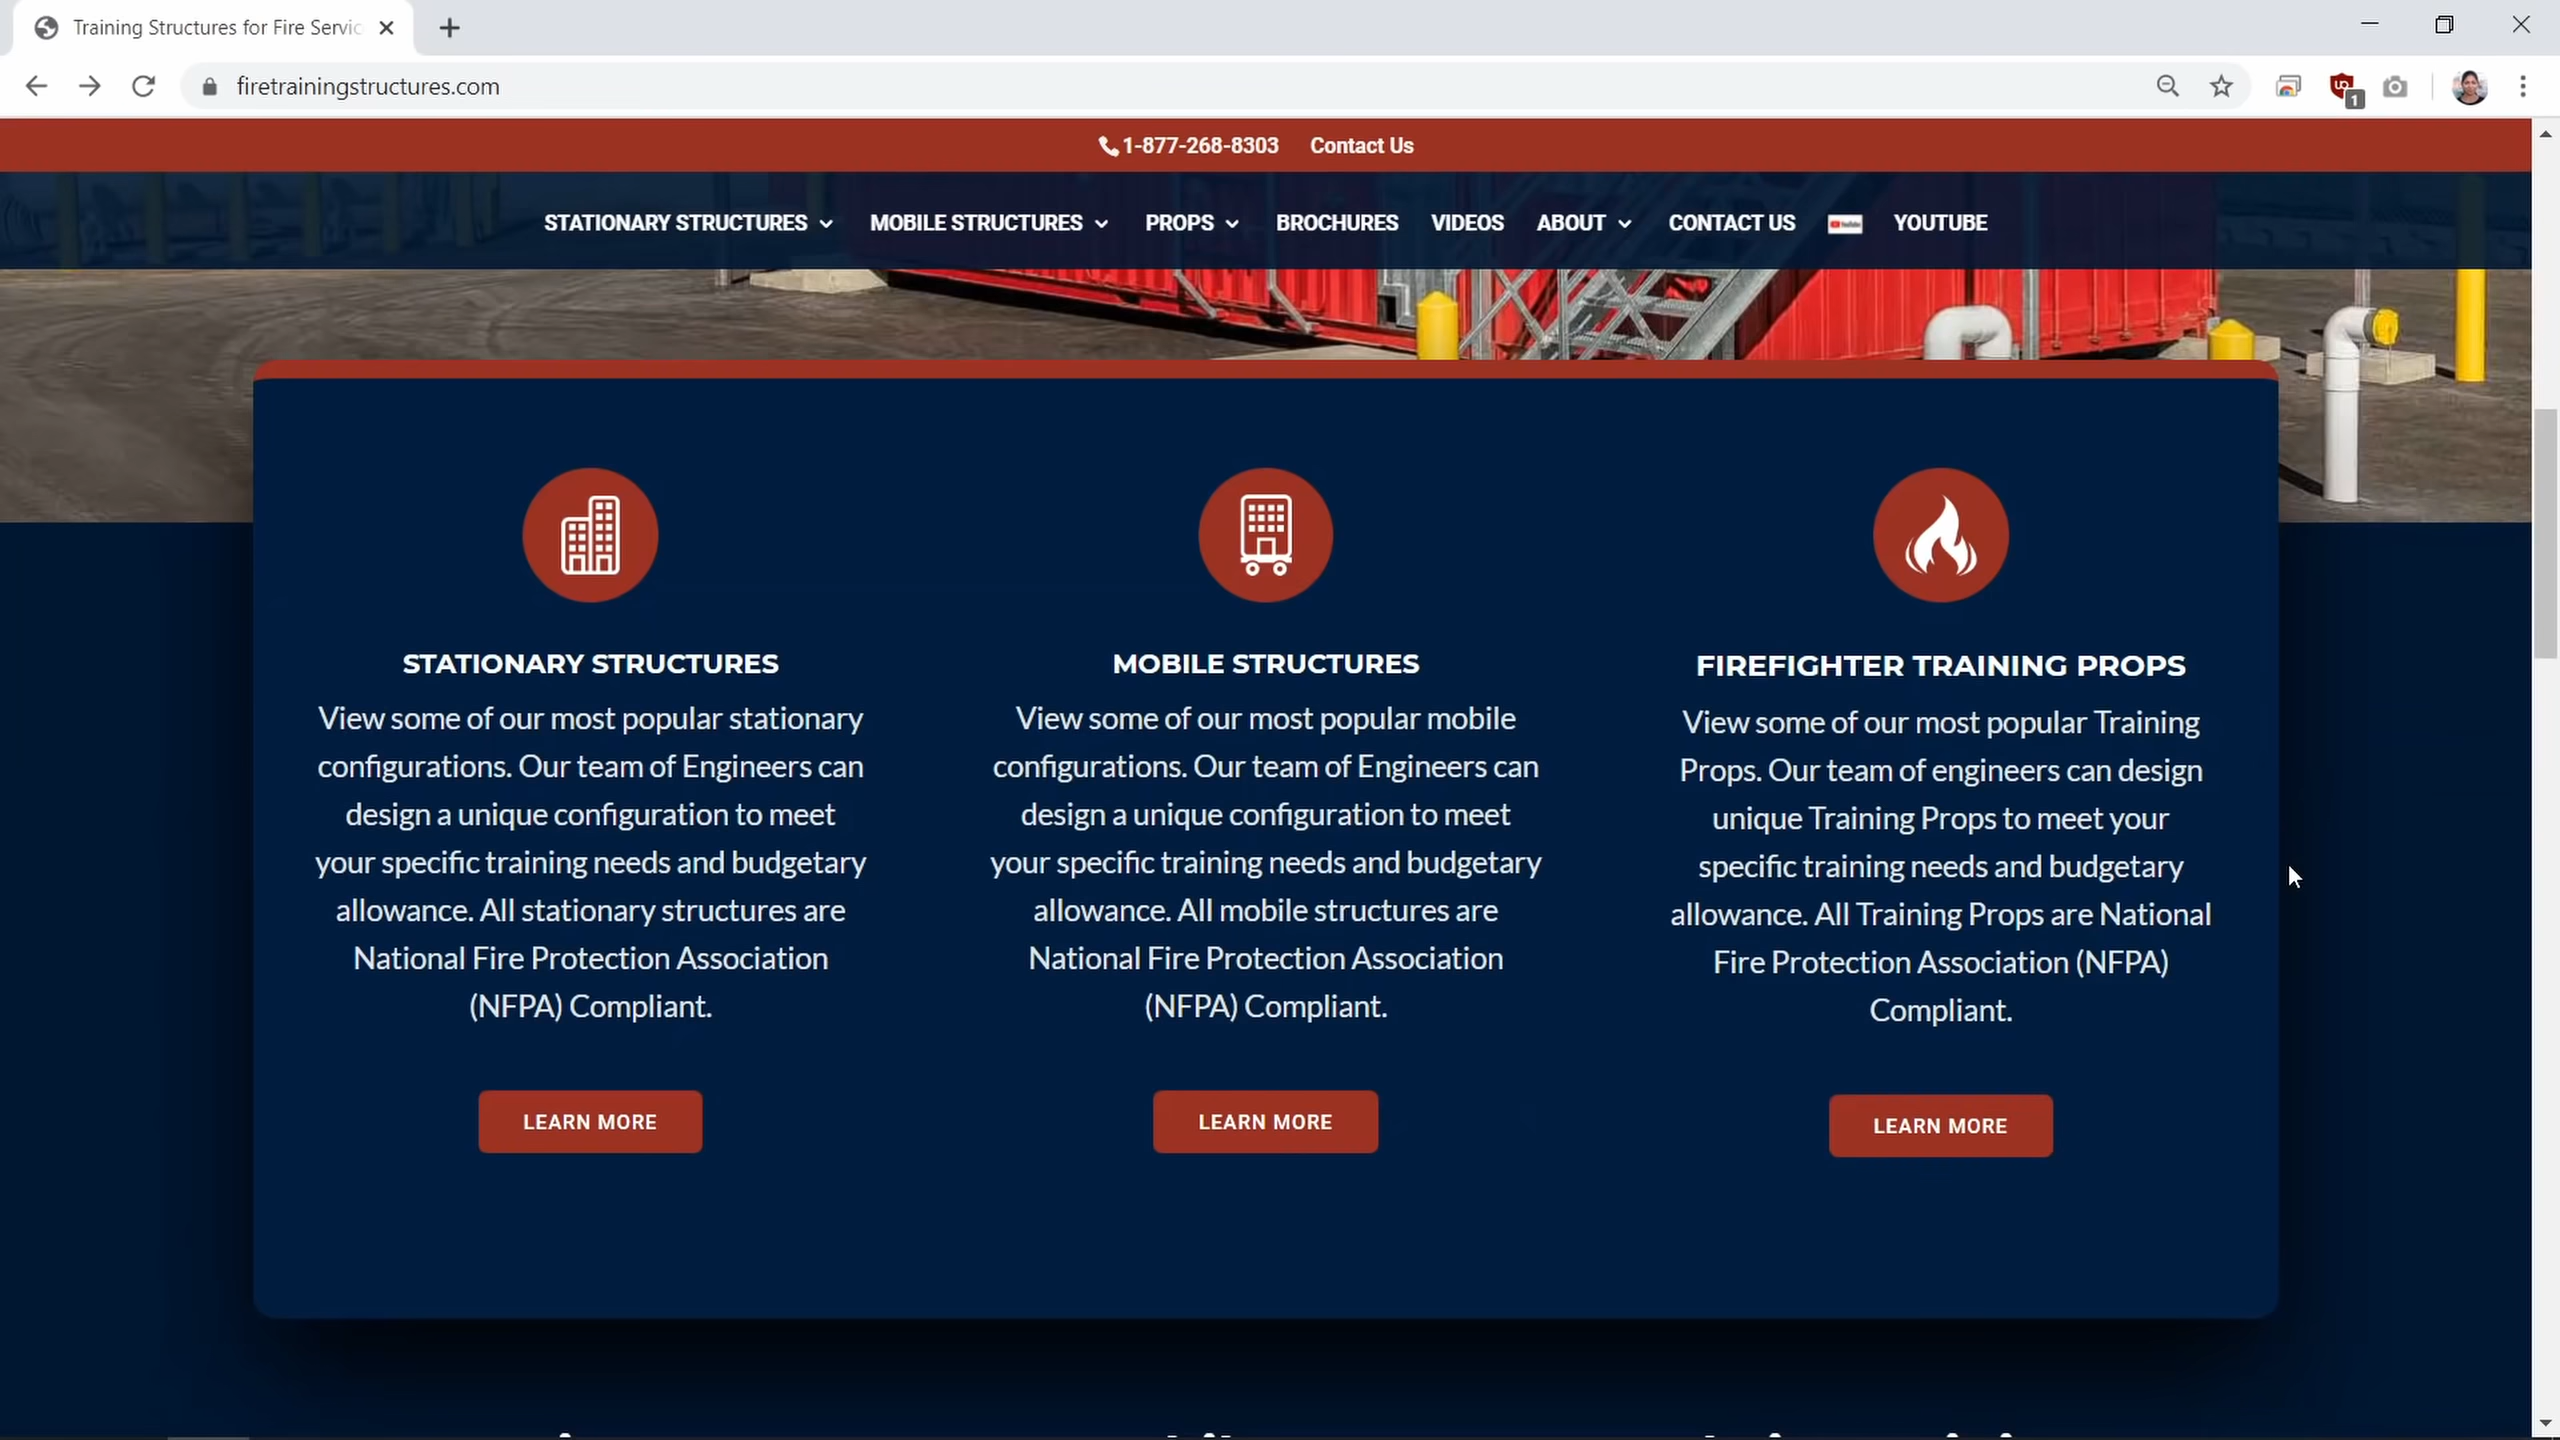 Training Structures for Fire Servic
firetrainingstructures.com
1
1-877-268-8303 Contact Us
STATIONARY STRUCTURES MOBILE STRUCTURES PROPS BROCHURES VIDEOS ABOUT CONTACT US YOUTUBE
STATIONARY STRUCTURES
View some of our most popular stationary
configurations. Our team of Engineers can
design a unique configuration to meet
your specific training needs and budgetary
allowance. All stationary structures are
National Fire Protection Association
(NFPA) Compliant.
LEARN MORE
MOBILE STRUCTURES
View some of our most popular mobile
configurations. Our team of Engineers can
design a unique configuration to meet
your specific training needs and budgetary
allowance. All mobile structures are
National Fire Protection Association
(NFPA) Compliant.
LEARN MORE
FIREFIGHTER TRAINING PROPS
View some of our most popular Training
Props. Our team of engineers can design
unique Training Props to meet your
specific training needs and budgetary
allowance. All Training Props are National
Fire Protection Association (NFPA)
Compliant.
LEARN MORE